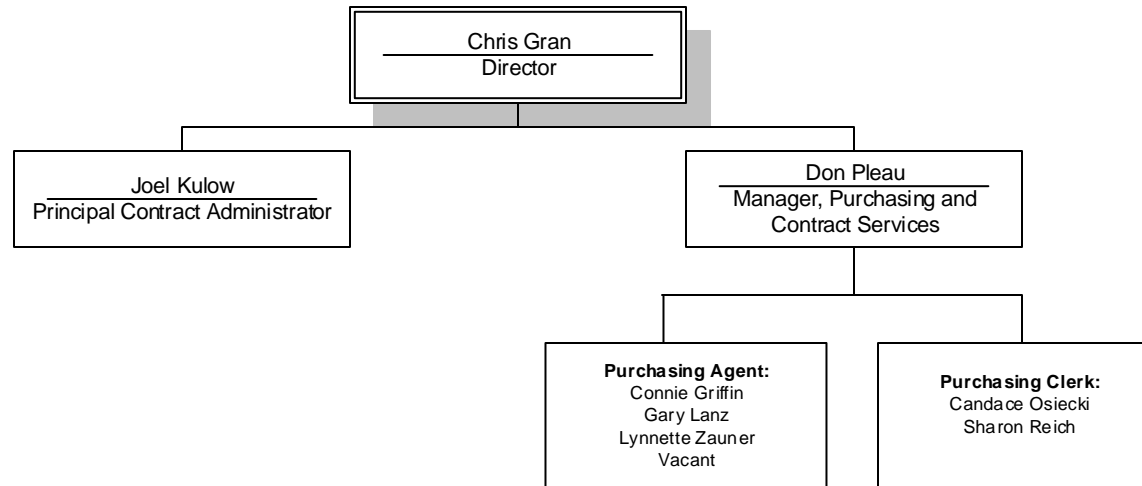 Chris Gran
Director
Joel Kulow
Principal Contract Administrator
Don Pleau
Manager, Purchasing and
Contract Services
Purchasing Agent:
Connie Griffin
Gary Lanz
Lynnette Zauner
Vacant
Purchasing Clerk:
Candace Osiecki
Sharon Reich